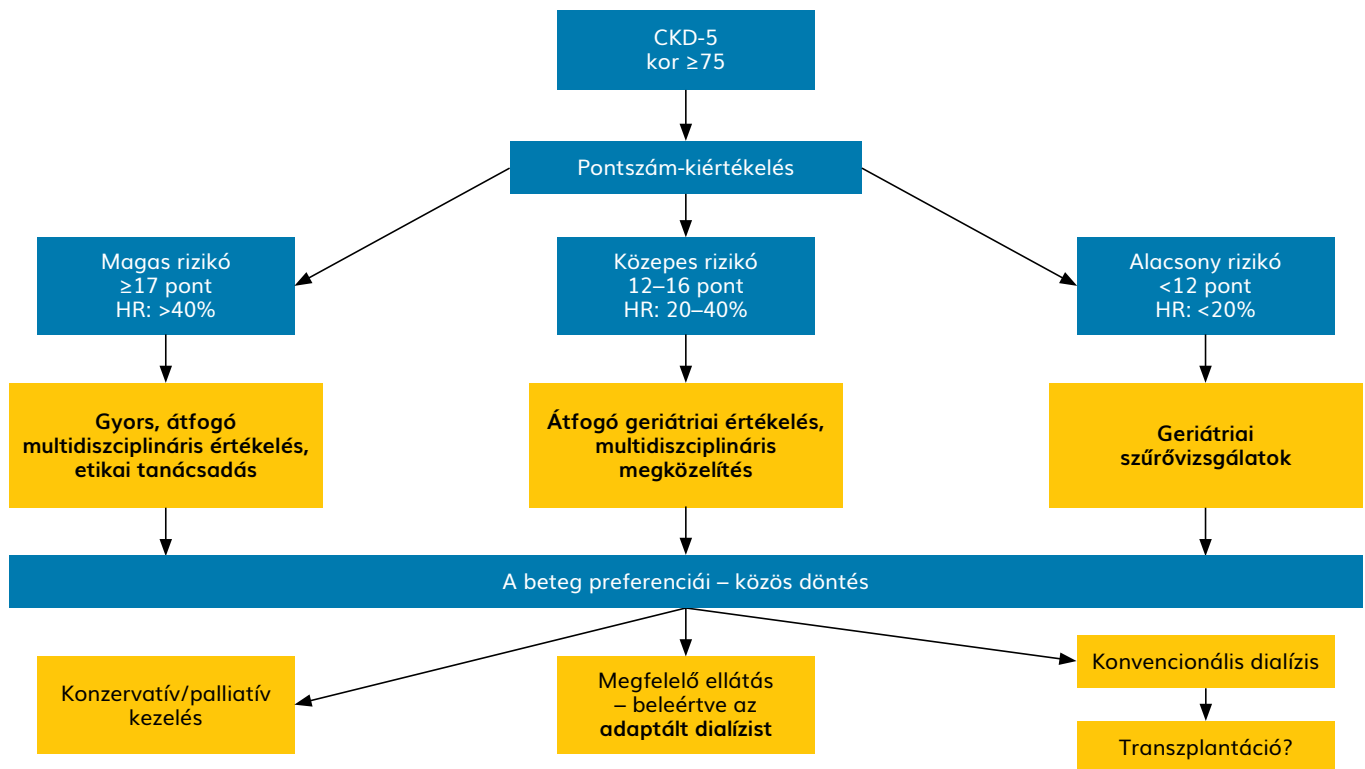 CKD-5
kor ≥75
Pontszám-kiértékelés
Magas rizikó
≥17 pont
HR: >40%
Közepes rizikó
12–16 pont
HR: 20–40%
Alacsony rizikó
<12 pont
HR: <20%
Gyors, átfogó
multidiszciplináris értékelés,
etikai tanácsadás
Átfogó geriátriai értékelés,
multidiszciplináris
megközelítés
Geriátriai
szűrővizsgálatok
A beteg preferenciái – közös döntés
Konzervatív/palliatív
kezelés
Megfelelő ellátás
– beleértve az
adaptált dialízist
Konvencionális dialízis
Transzplantáció?